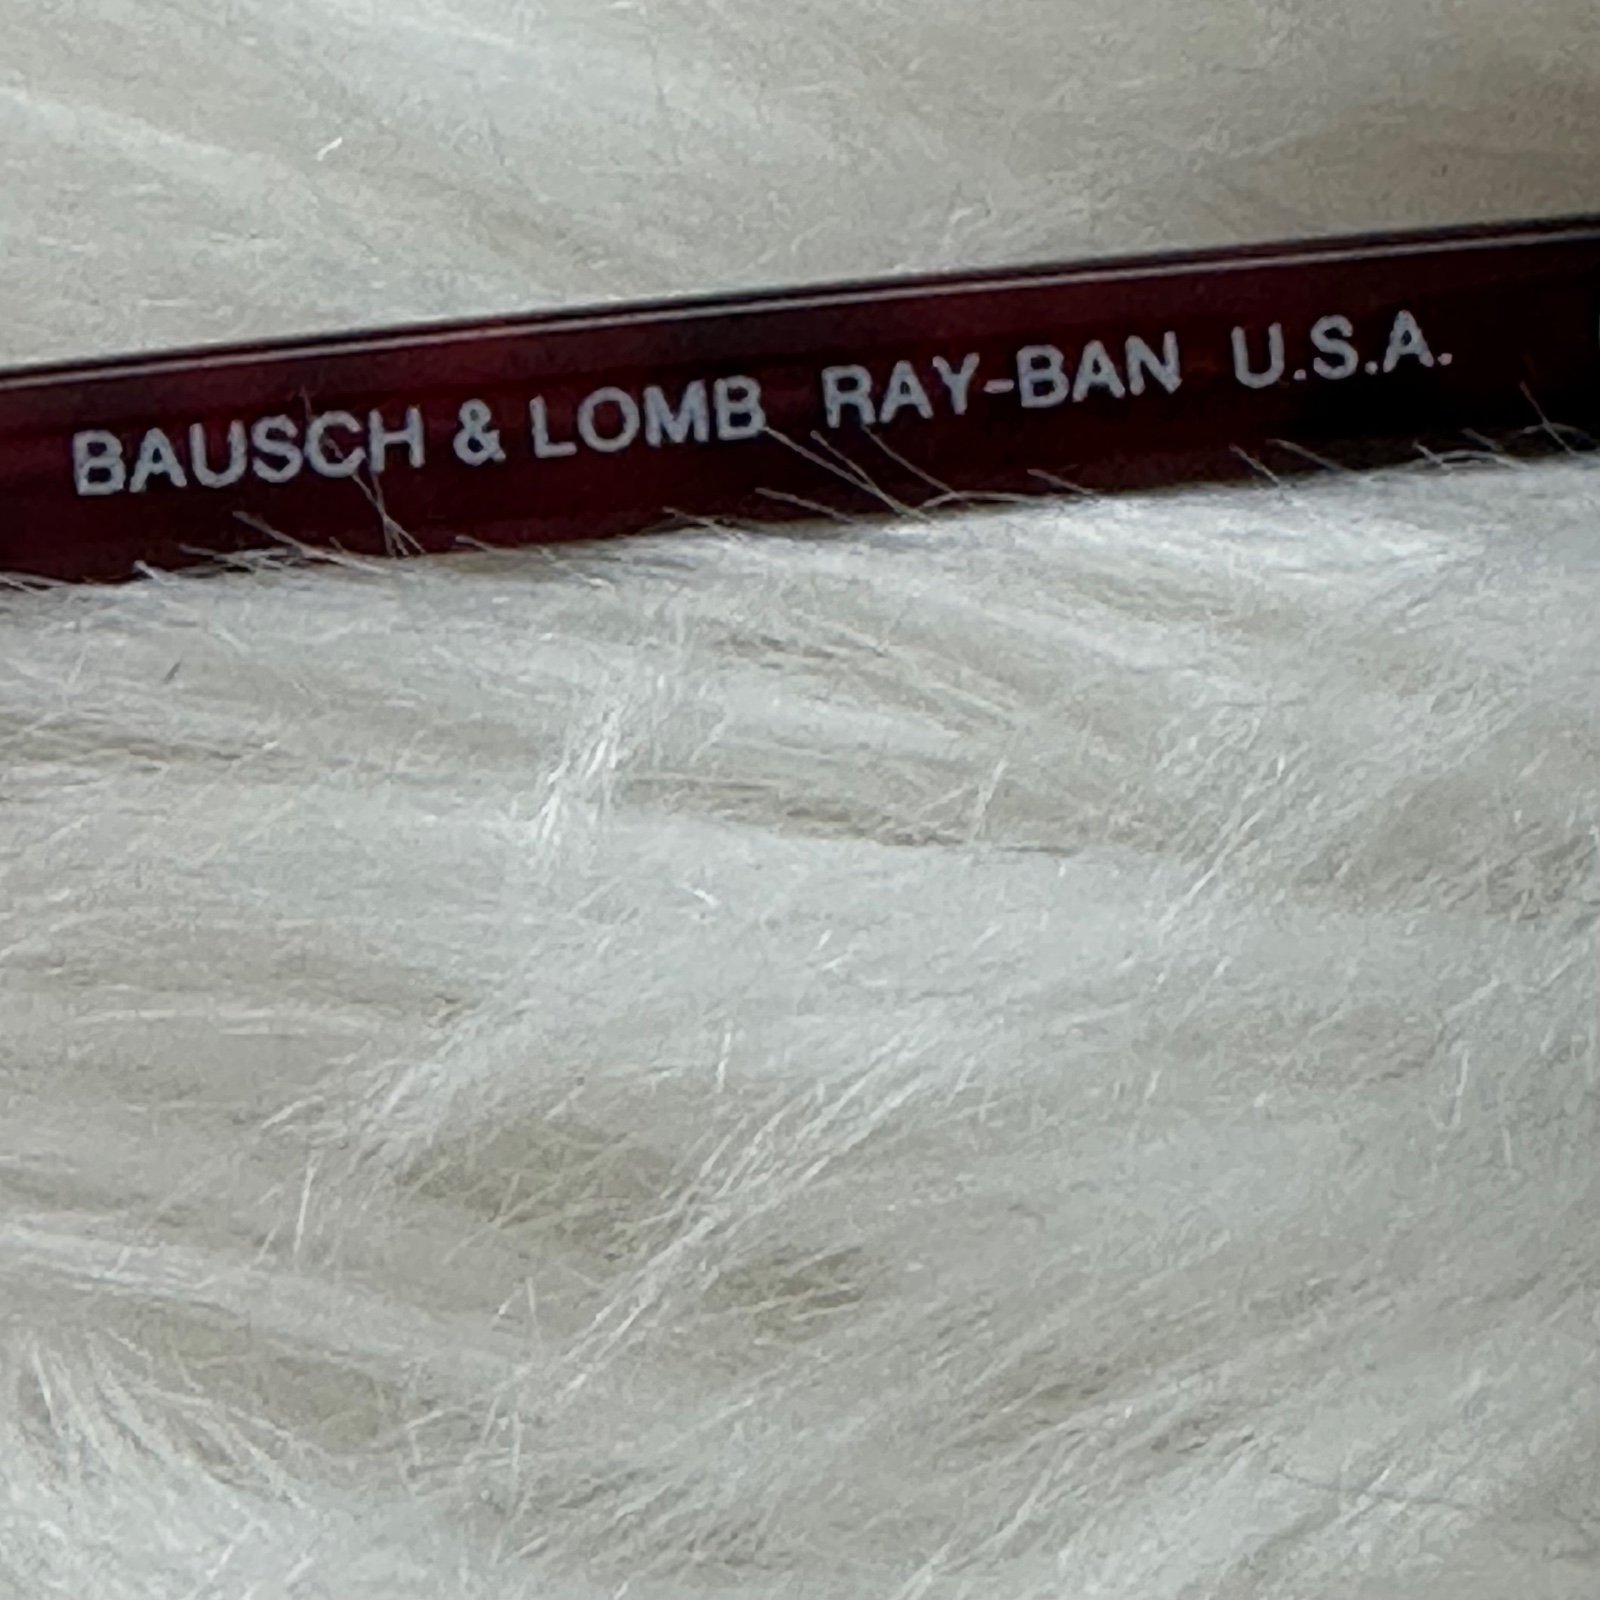 BAUSCH & LOMB RAY-BAN U.S.A.